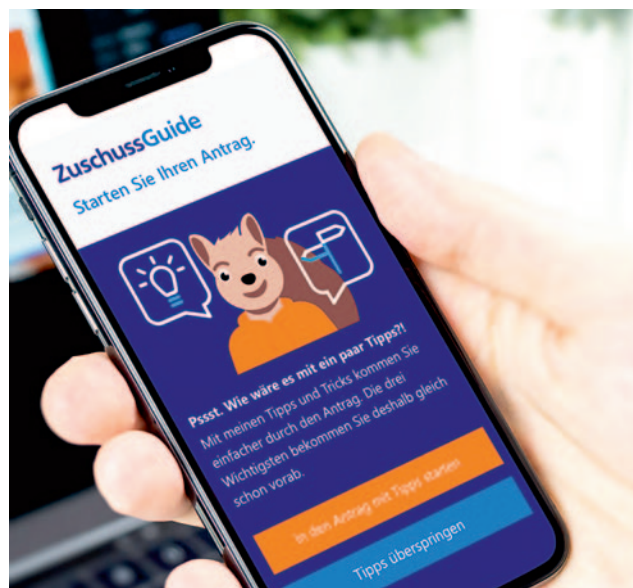 ZuschussGuide
Starten Sie Ihren Antrag.
Pssst. Wie wäre es mit ein paar Tipps?!
Mit meinen Tipps und Tricks kommen Sie
einfacher durch den Antrag. Die drei
Wichtigsten bekommen Sie deshalb gleich
schon vorab.
In den Antrag mit Tipps starten
Tipps überspringen